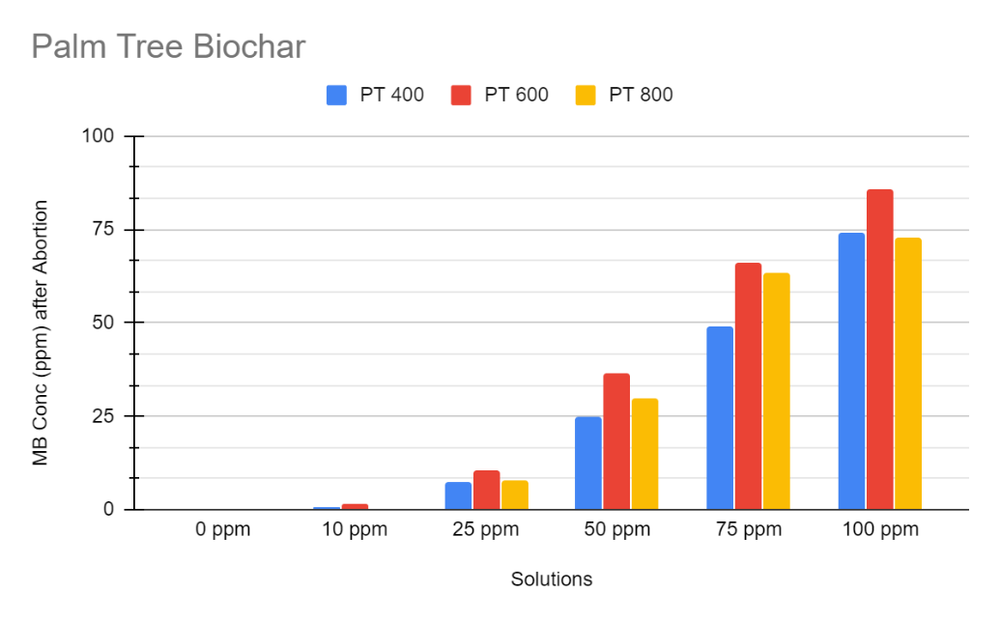 Palm Tree Biochar
PT 400 PT 600 PT 800
MB Conc (ppm) after Abortion
100
75
50
25
0
0 ppm 10 ppm 25 ppm 50 ppm 75 ppm 100 ppm
Solutions